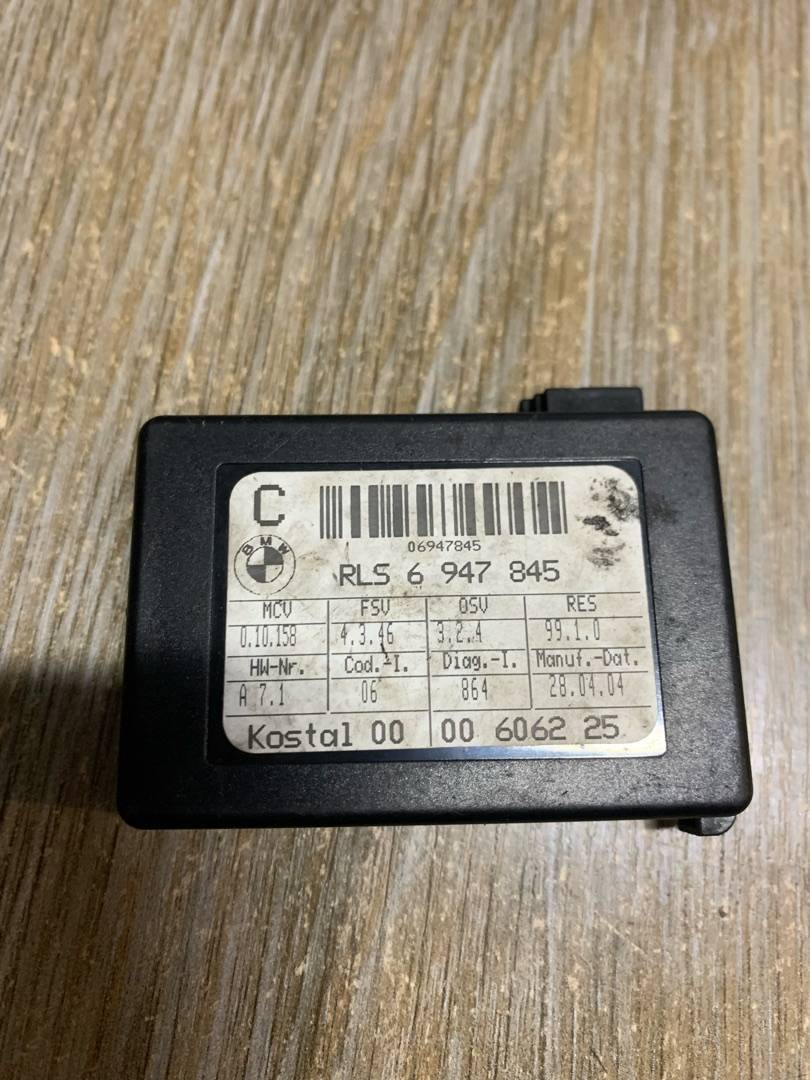 C
06947845
BMW
RLS 6 947 845
MCV FSV OSV RES
0.10.158 4.3.46 3.2.4 99.1.0
HW-Nr. Cod.-I. Diag.-I. Manuf.-Dat.
A 7.1 06 864 28.04.04
Kostal 00 00 6062 25